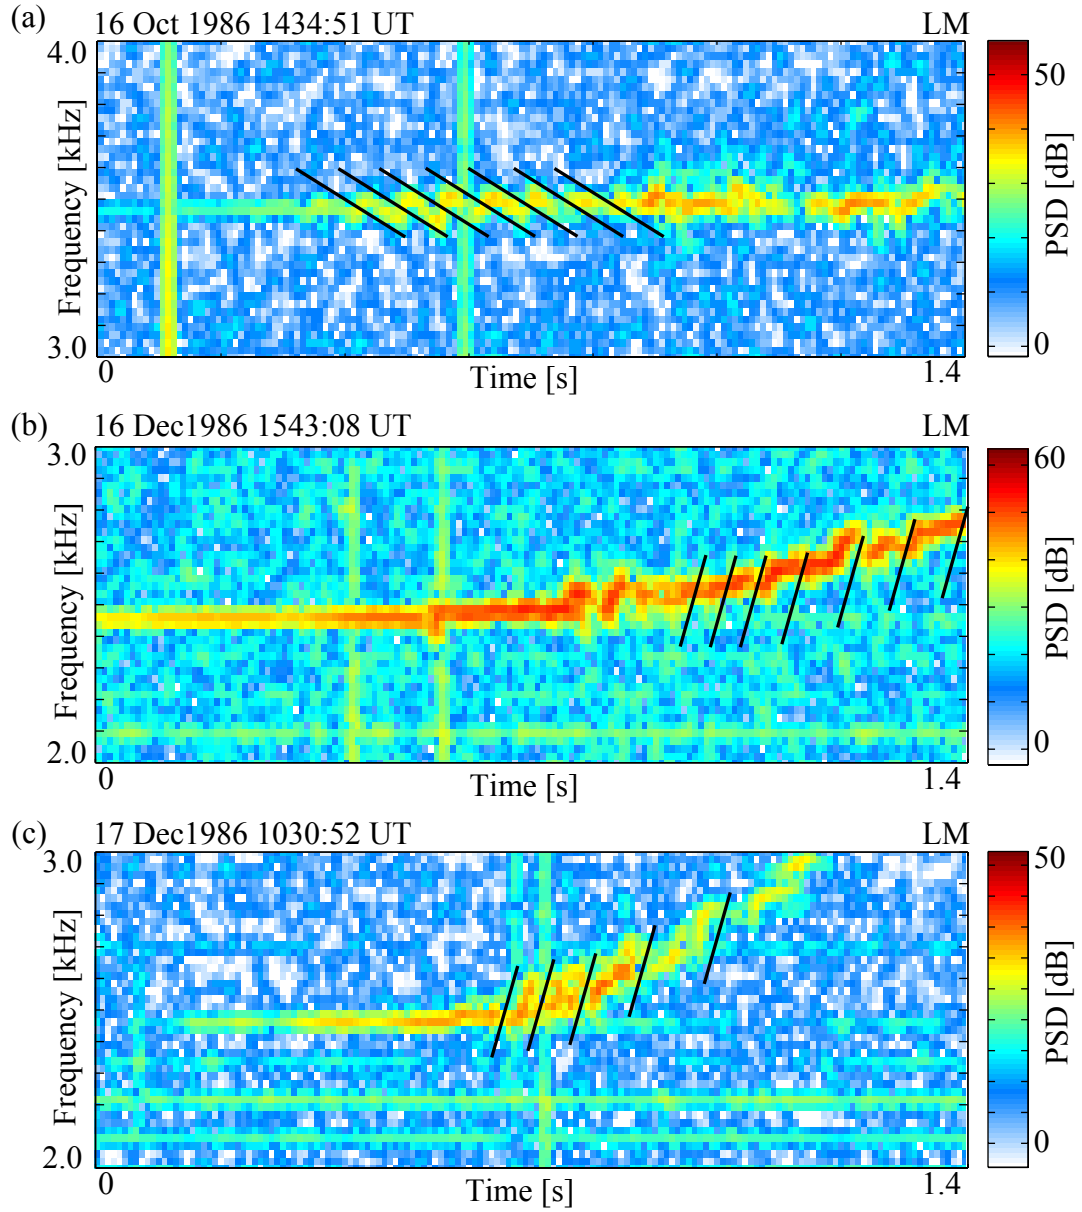 (a) 16 Oct 1986 1434:51 UT LM
4.0
Frequency [kHz]
3.0
0 Time [s] 1.4
50
PSD [dB]
0
(b) 16 Dec1986 1543:08 UT LM
3.0
Frequency [kHz]
2.0
0 Time [s] 1.4
60
PSD [dB]
0
(c) 17 Dec1986 1030:52 UT LM
3.0
Frequency [kHz]
2.0
0 Time [s] 1.4
50
PSD [dB]
0